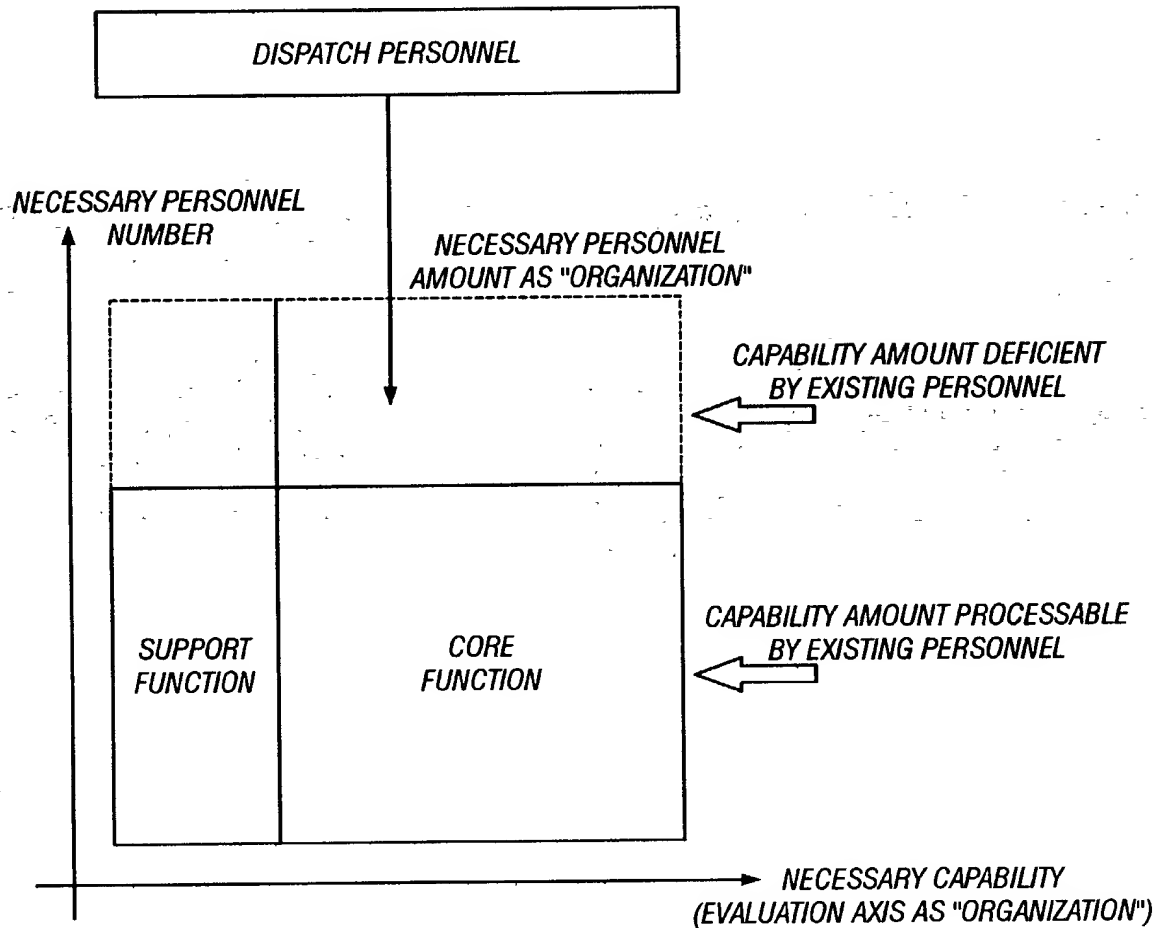 DISPATCH PERSONNEL
NECESSARY PERSONNEL
NUMBER
NECESSARY PERSONNEL
AMOUNT AS "ORGANIZATION"
CAPABILITY AMOUNT DEFICIENT
BY EXISTING PERSONNEL
CAPABILITY AMOUNT PROCESSABLE
BY EXISTING PERSONNEL
SUPPORT
FUNCTION
CORE
FUNCTION
NECESSARY CAPABILITY
(EVALUATION AXIS AS "ORGANIZATION")